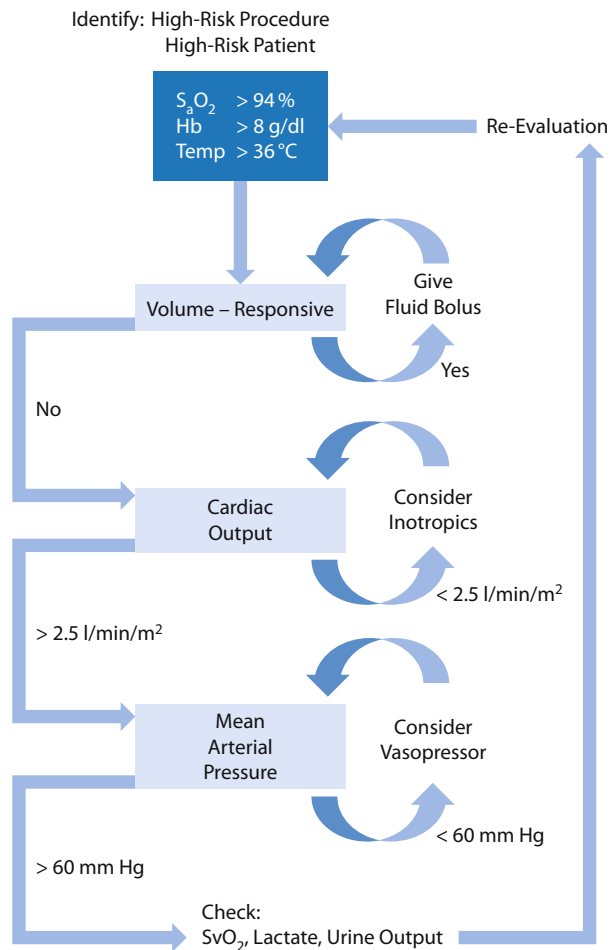 Identify: High-Risk Procedure
High-Risk Patient
SₐO₂ > 94 %
Hb > 8 g/dl
Temp > 36 °C
Re-Evaluation
Volume – Responsive
Give
Fluid Bolus
Yes
No
Cardiac
Output
Consider
Inotropics
< 2.5 l/min/m²
> 2.5 l/min/m²
Mean
Arterial
Pressure
Consider
Vasopressor
< 60 mm Hg
> 60 mm Hg
Check:
SvO₂, Lactate, Urine Output